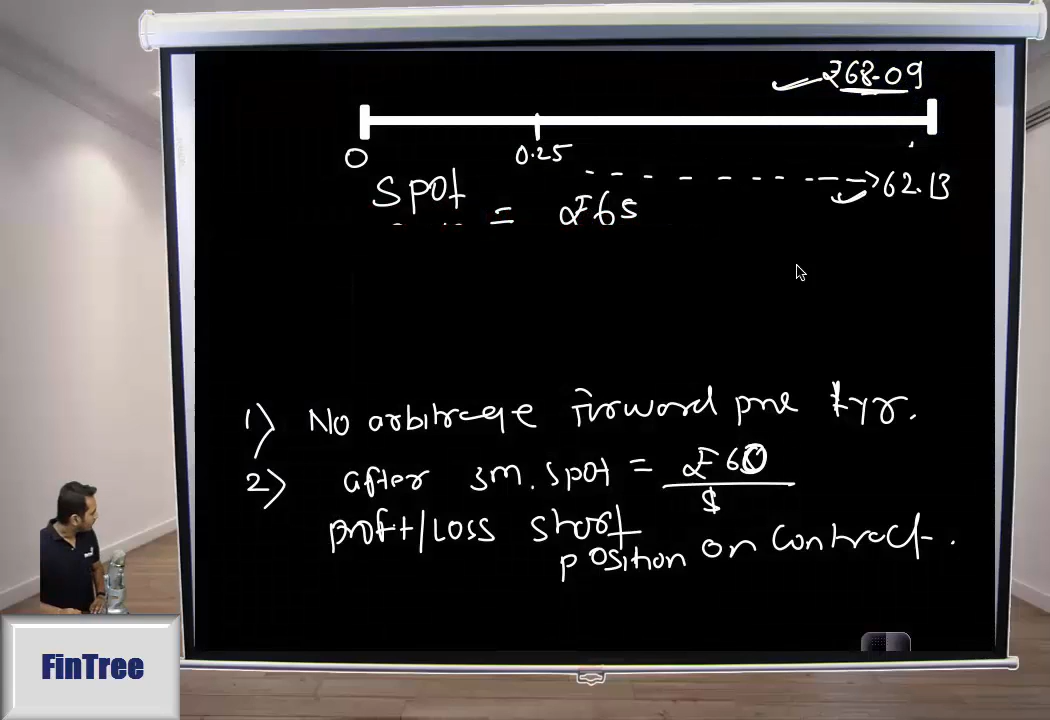 ₹68.09
0
0.25
62.13
Spot
= ₹65
1) No arbitrage Forward price 1yr.
2) after 3m. spot = ₹60
$
profit/Loss short
position on contract.
FinTree